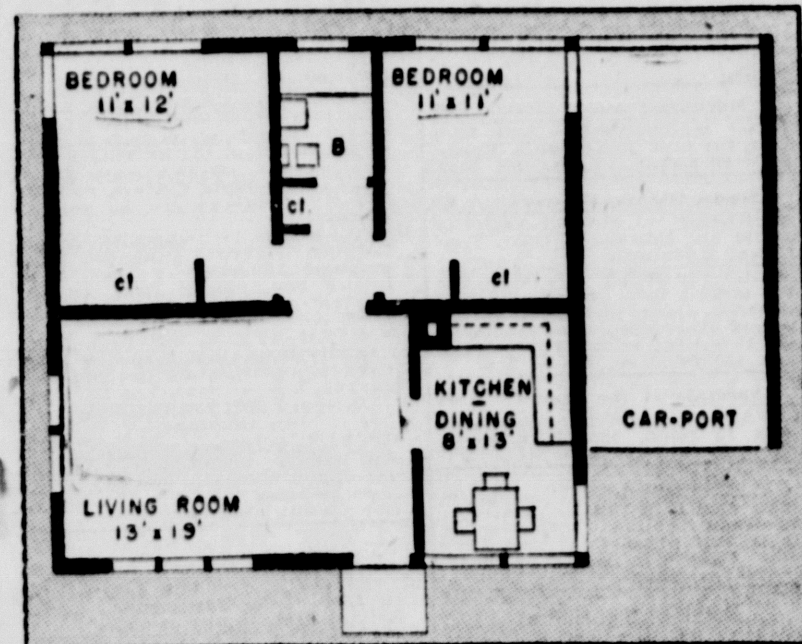 BEDROOM
11' x 12'
BEDROOM
11' x 11'
B
cl.
cl
cl
KITCHEN
-
DINING
8' x 13'
CAR-PORT
LIVING ROOM
13' x 19'